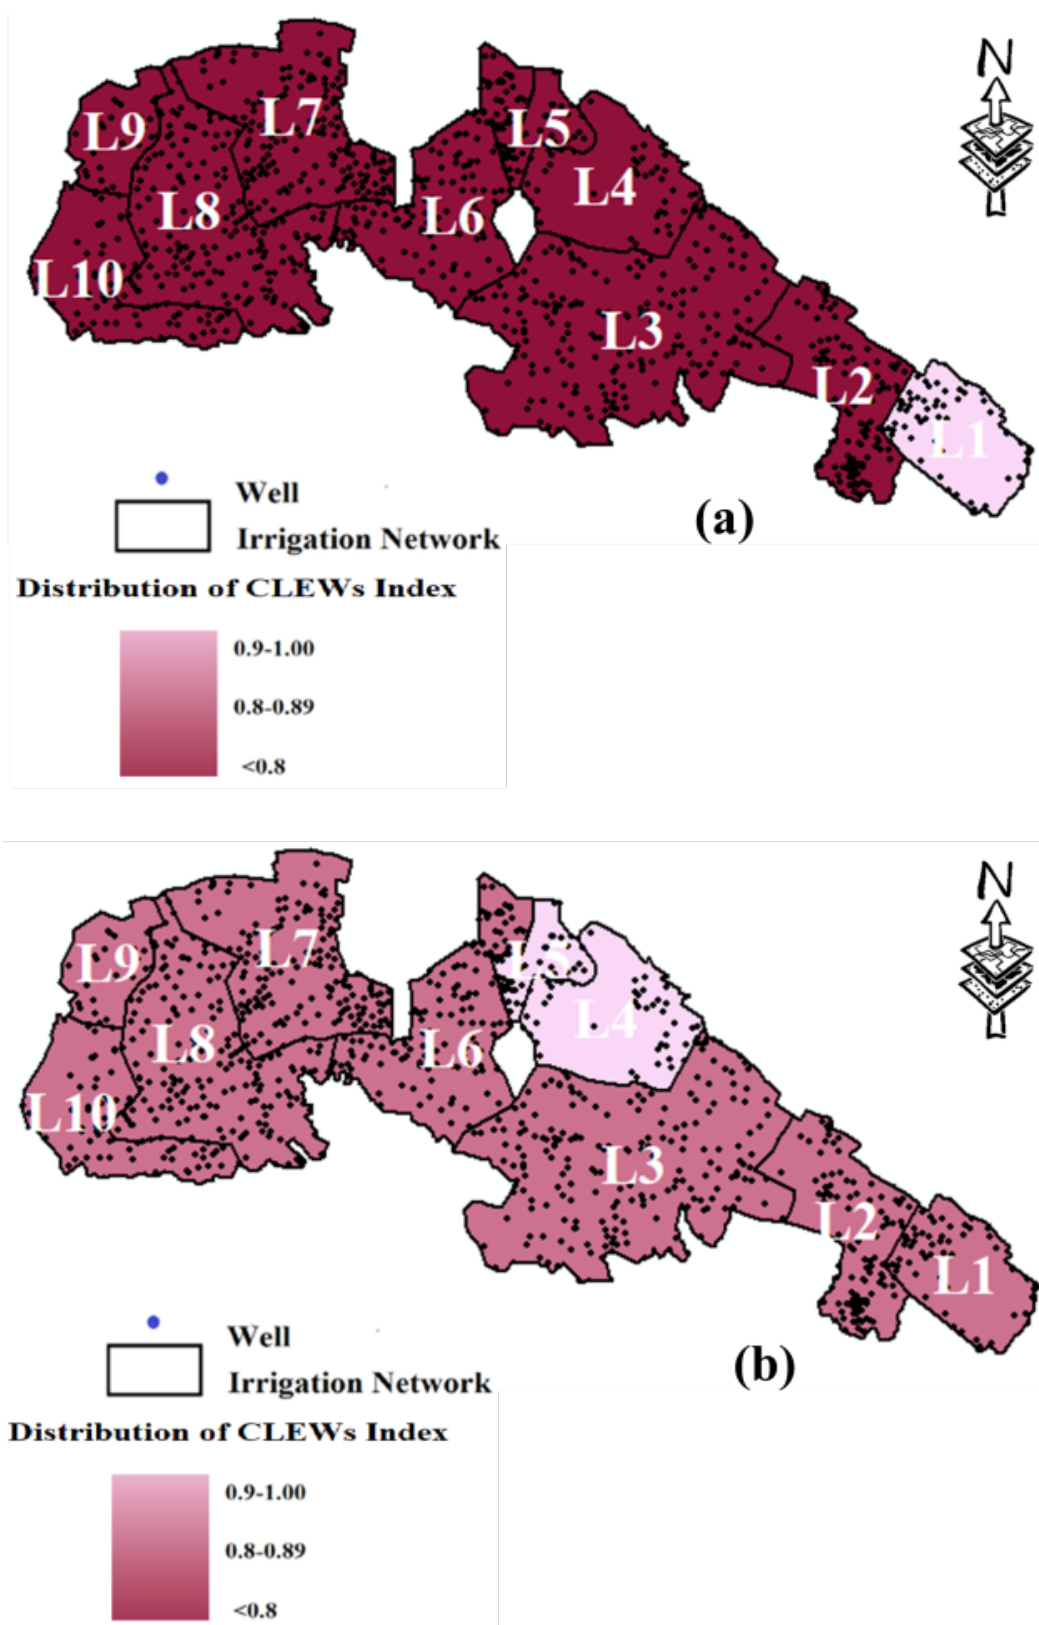 N
L7
L9
L5
L4
L8
L6
L10
L3
L2
L1
Well
(a)
Irrigation Network
Distribution of CLEWs Index
0.9-1.00
0.8-0.89
<0.8
N
L7
L9
L5
L4
L8
L6
L10
L3
L2
L1
Well
(b)
Irrigation Network
Distribution of CLEWs Index
0.9-1.00
0.8-0.89
<0.8